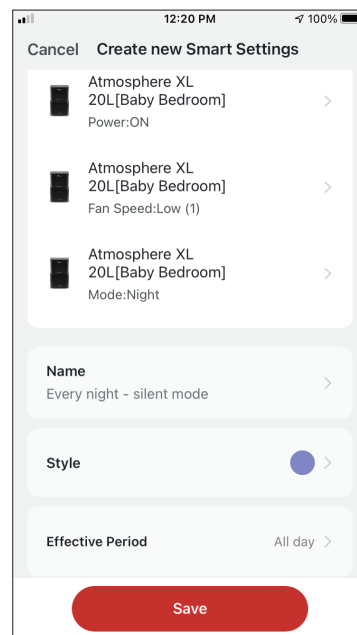 12:20 PM
100%
Cancel
Create new Smart Settings
Atmosphere XL
20L[Baby Bedroom]
Power:ON
Atmosphere XL
20L[Baby Bedroom]
Fan Speed:Low (1)
Atmosphere XL
20L[Baby Bedroom]
Mode:Night
Name
Every night - silent mode
Style
Effective Period
All day
Save